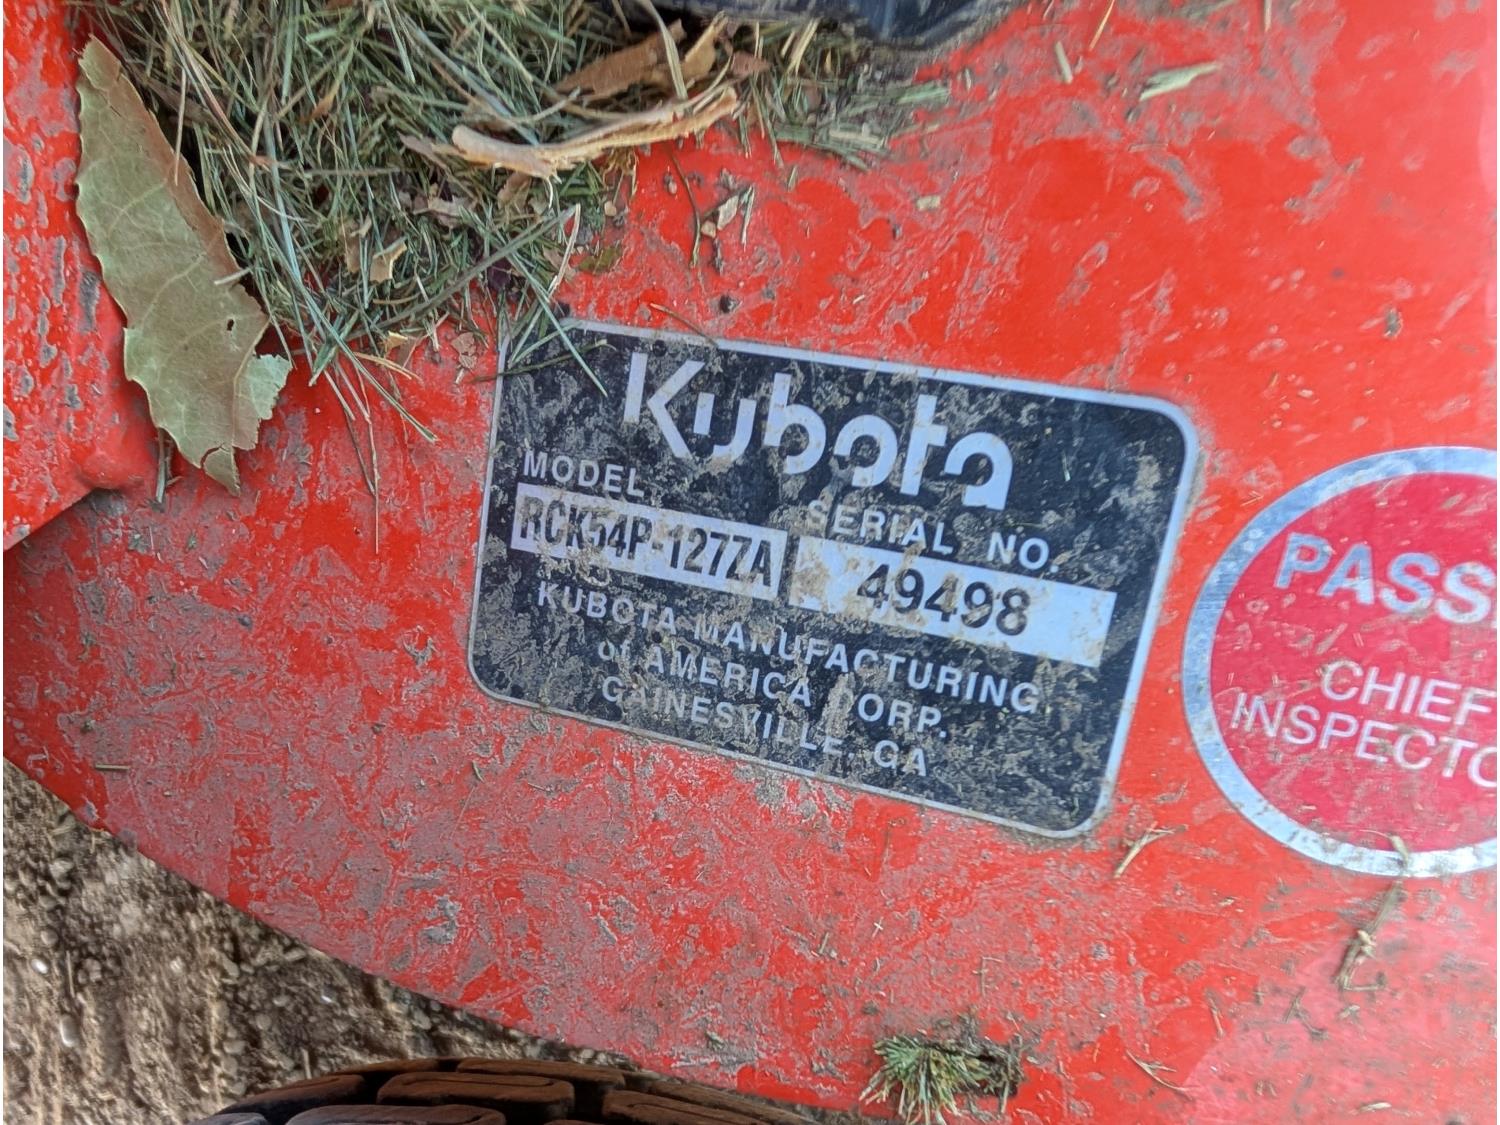 Kubota
MODEL SERIAL NO.
RCK54P-127ZA 49498
KUBOTA MANUFACTURING
of AMERICA CORP.
GAINESVILLE, GA
PASS
CHIEF
INSPECTO